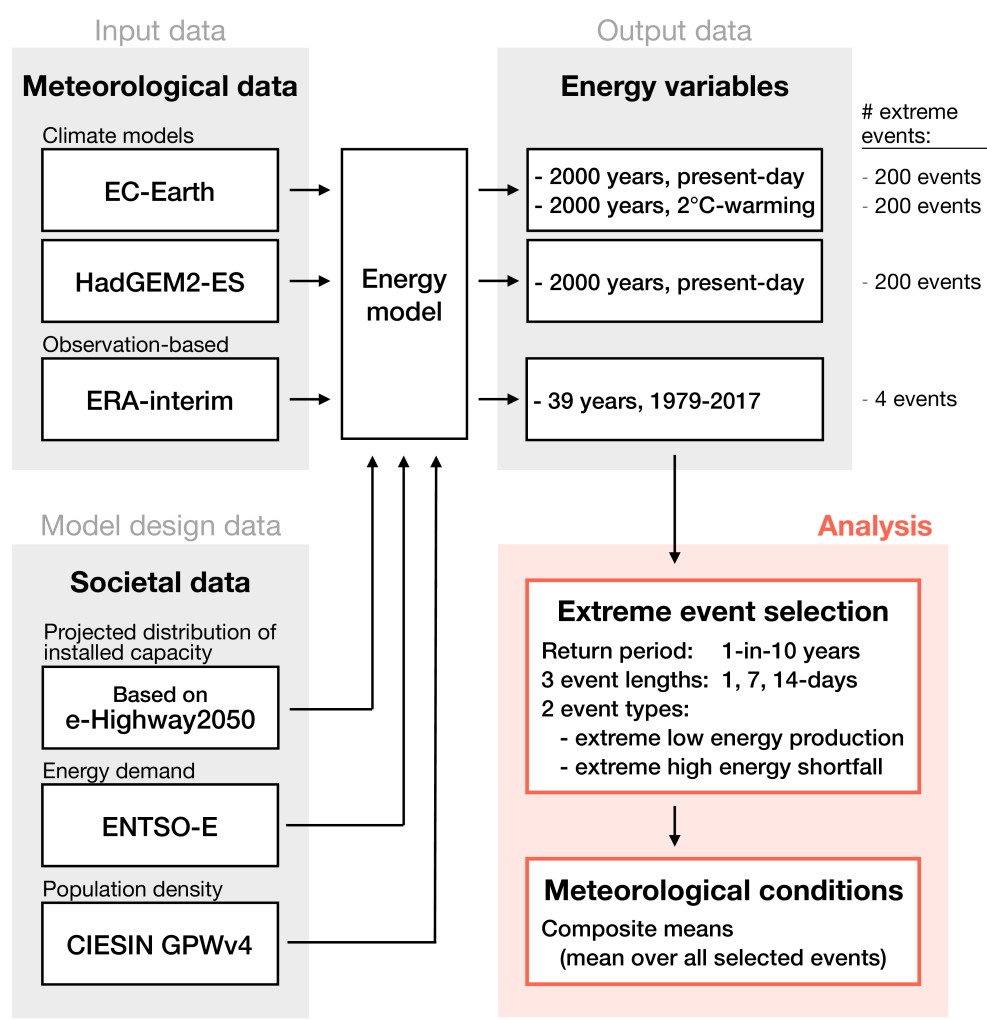 Input data
Meteorological data
Climate models
EC-Earth
HadGEM2-ES
Observation-based
ERA-interim
Energy
model
Output data
Energy variables
- 2000 years, present-day
- 2000 years, 2°C-warming
- 2000 years, present-day
- 39 years, 1979-2017
# extreme
events:
- 200 events
- 200 events
- 200 events
- 4 events
Model design data
Societal data
Projected distribution of
installed capacity
Based on
e-Highway2050
Energy demand
ENTSO-E
Population density
CIESIN GPWv4
Analysis
Extreme event selection
Return period: 1-in-10 years
3 event lengths: 1, 7, 14-days
2 event types:
- extreme low energy production
- extreme high energy shortfall
Meteorological conditions
Composite means
(mean over all selected events)